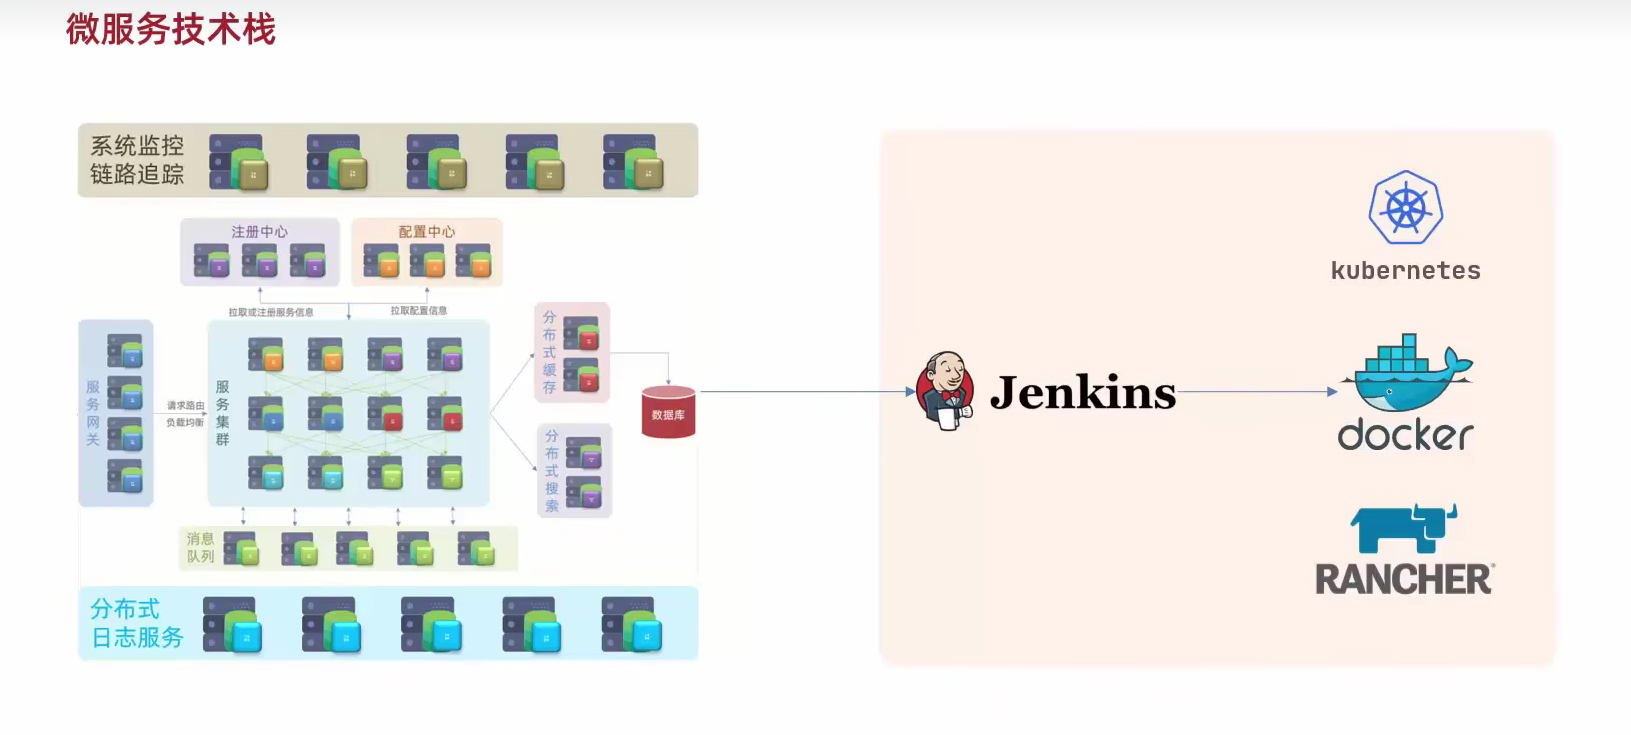 微服务技术栈
系统监控
链路追踪
注册中心
配置中心
拉取或注册服务信息
拉取配置信息
服务网关
请求路由
负载均衡
服务集群
分布式缓存
分布式搜索
数据库
消息
队列
分布式
日志服务
Jenkins
kubernetes
docker
RANCHER